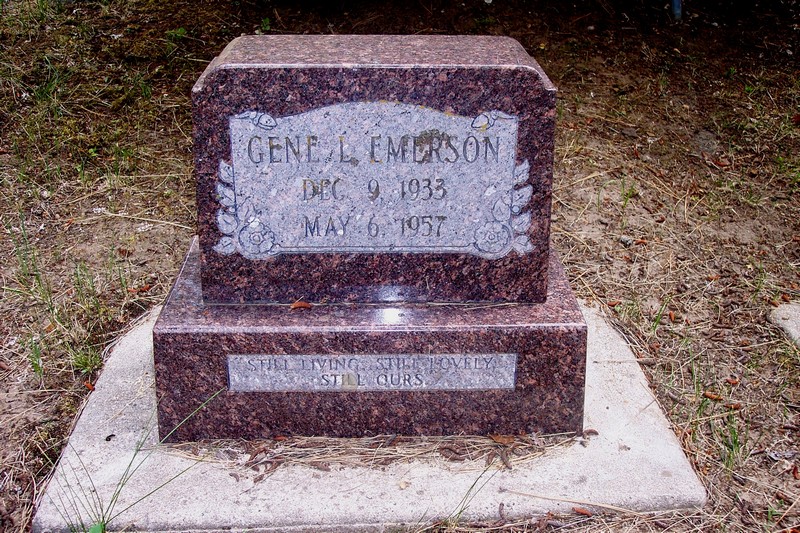 GENE L EMERSON
DEC 9, 1933
MAY 6, 1957
STILL LIVING, STILL LOVELY,
STILL OURS